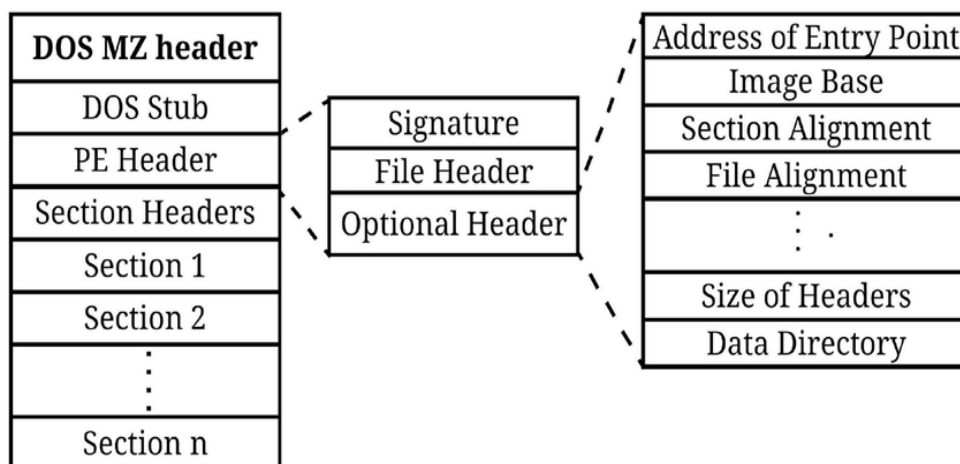 DOS MZ header
DOS Stub
PE Header
Section Headers
Section 1
Section 2
Section n
Signature
File Header
Optional Header
Address of Entry Point
Image Base
Section Alignment
File Alignment
Size of Headers
Data Directory